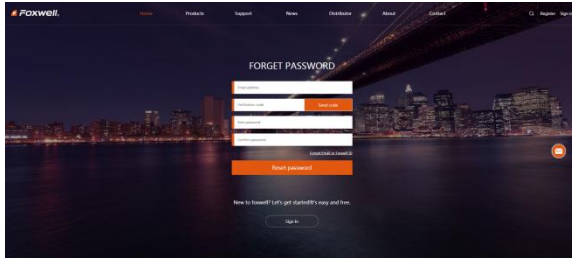 FOXWELL
Home Products Support News Distributor About Contact Register Sign in
FORGET PASSWORD
Email address
Verification code Send code
New password
Confirm password
Forgot Email or Foxwell ID
Reset password
New to foxwell? Let's get started!It's easy and free.
Sign In